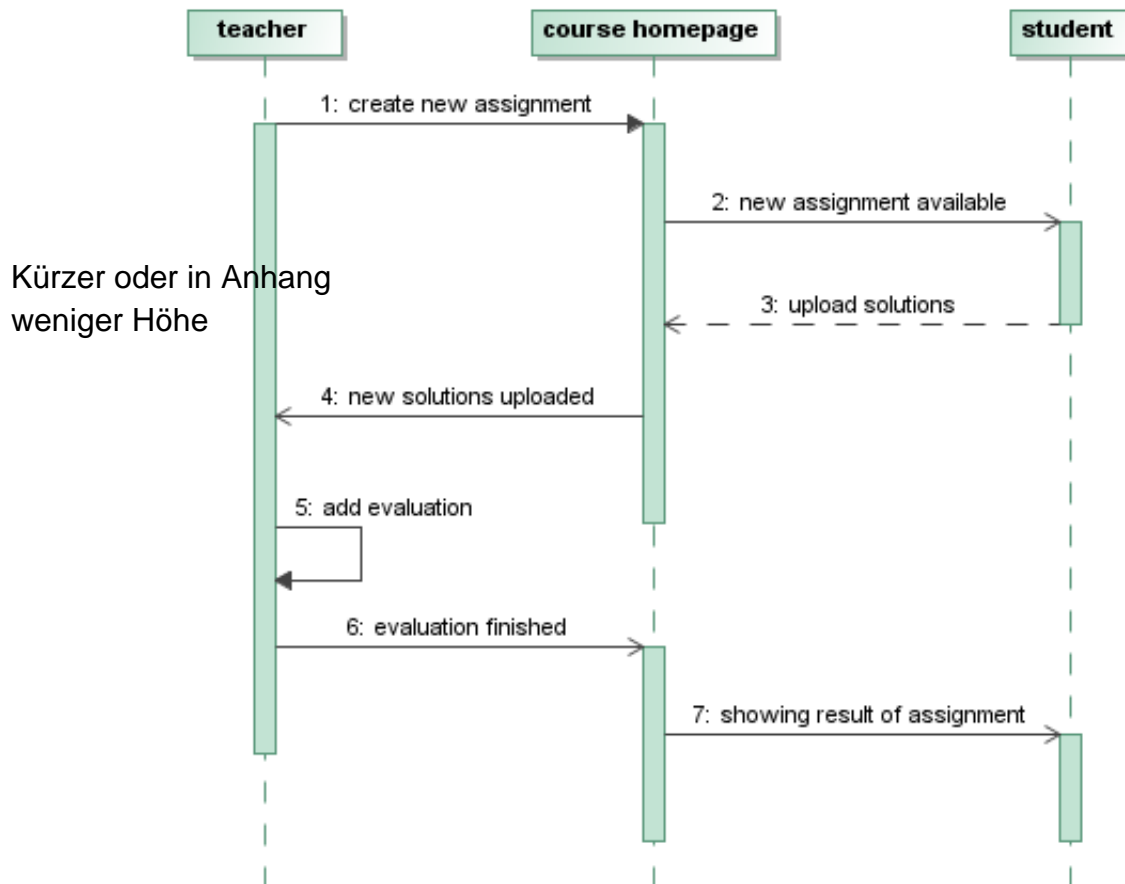 teacher
course homepage
student
1: create new assignment
2: new assignment available
Kürzer oder in Anhang
weniger Höhe
3: upload solutions
4: new solutions uploaded
5: add evaluation
6: evaluation finished
7: showing result of assignment